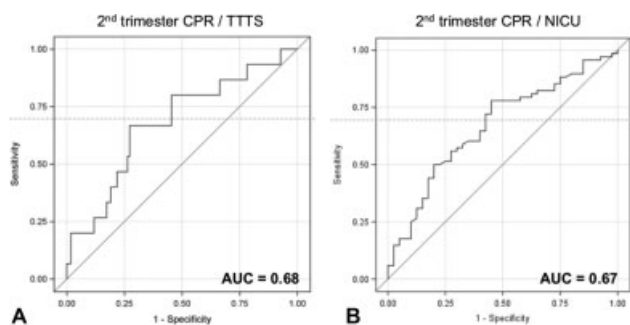 2nd trimester CPR / TTTS
1.00
0.75
0.50
0.25
0.00
Sensitivity
AUC = 0.68
0.00 0.25 0.50 0.75 1.00
1 - Specificity
A
2nd trimester CPR / NICU
1.00
0.75
0.50
0.25
0.00
Sensitivity
AUC = 0.67
0.00 0.25 0.50 0.75 1.00
1 - Specificity
B